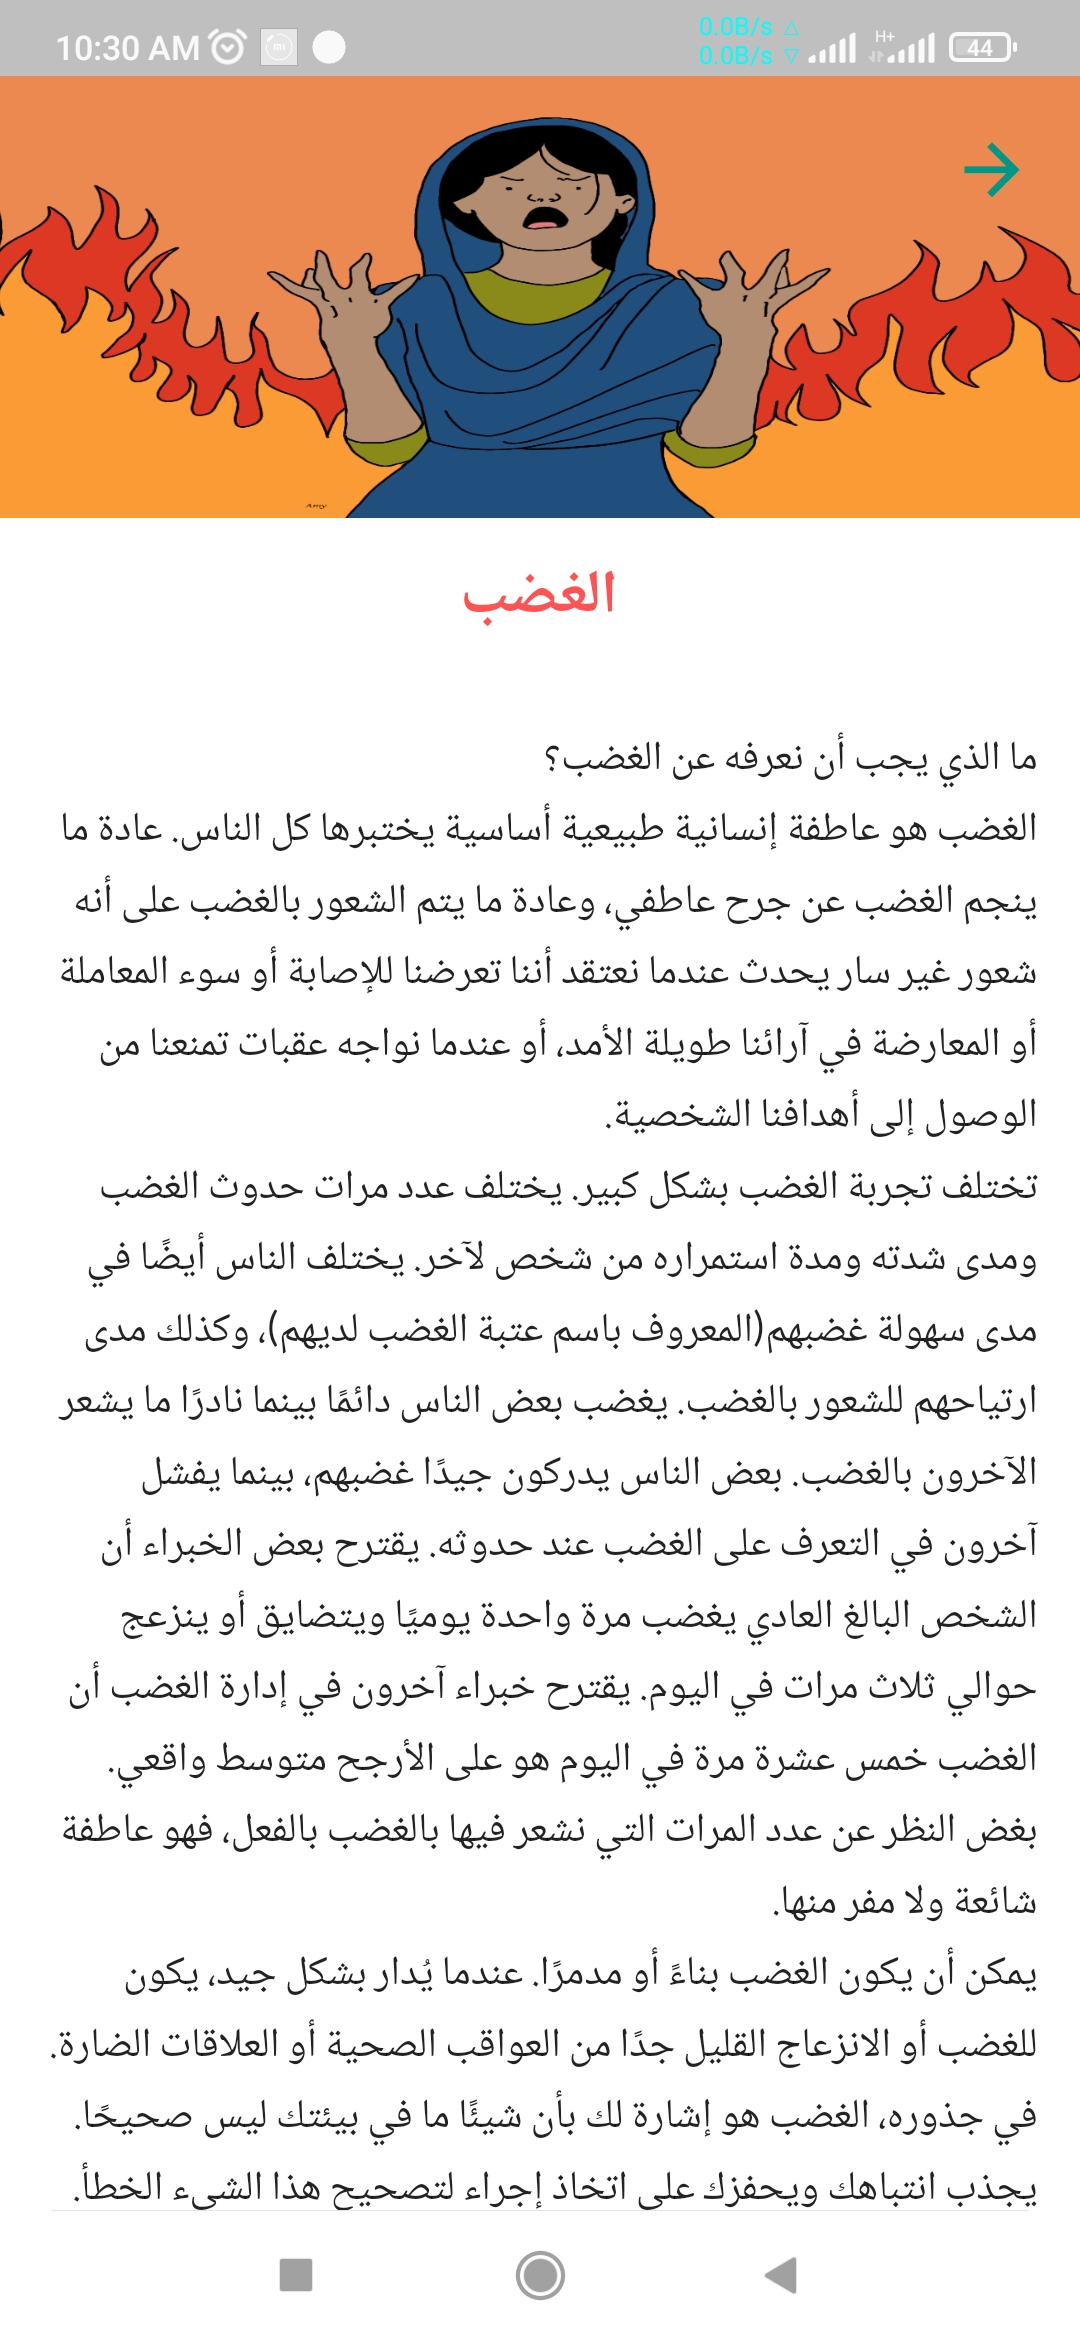 10:30 AM
0.0B/s △
0.0B/s ▽
H+
44
Amy
الغضب
ما الذي يجب أن نعرفه عن الغضب؟
الغضب هو عاطفة إنسانية طبيعية أساسية يختبرها كل الناس. عادة ما
ينجم الغضب عن جرح عاطفي، وعادة ما يتم الشعور بالغضب على أنه
شعور غير سار يحدث عندما نعتقد أننا تعرضنا للإصابة أو سوء المعاملة
أو المعارضة في آرائنا طويلة الأمد، أو عندما نواجه عقبات تمنعنا من
الوصول إلى أهدافنا الشخصية.
تختلف تجربة الغضب بشكل كبير. يختلف عدد مرات حدوث الغضب
ومدى شدته ومدة استمراره من شخص لآخر. يختلف الناس أيضًا في
مدى سهولة غضبهم(المعروف باسم عتبة الغضب لديهم)، وكذلك مدى
ارتياحهم للشعور بالغضب. يغضب بعض الناس دائمًا بينما نادرًا ما يشعر
الآخرون بالغضب. بعض الناس يدركون جيدًا غضبهم، بينما يفشل
آخرون في التعرف على الغضب عند حدوثه. يقترح بعض الخبراء أن
الشخص البالغ العادي يغضب مرة واحدة يوميًا ويتضايق أو ينزعج
حوالي ثلاث مرات في اليوم. يقترح خبراء آخرون في إدارة الغضب أن
الغضب خمس عشرة مرة في اليوم هو على الأرجح متوسط واقعي.
بغض النظر عن عدد المرات التي نشعر فيها بالغضب بالفعل، فهو عاطفة
شائعة ولا مفر منها.
يمكن أن يكون الغضب بناءً أو مدمرًا. عندما يُدار بشكل جيد، يكون
للغضب أو الانزعاج القليل جدًا من العواقب الصحية أو العلاقات الضارة.
في جذوره، الغضب هو إشارة لك بأن شيئًا ما في بيئتك ليس صحيحًا.
يجذب انتباهك ويحفزك على اتخاذ إجراء لتصحيح هذا الشيء الخطأ.